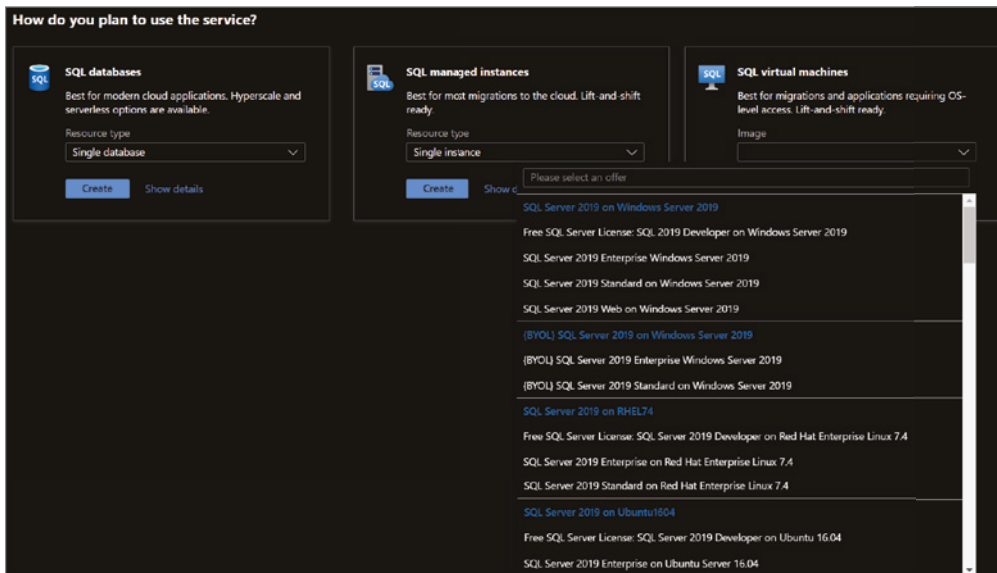 How do you plan to use the service?
SQL
SQL databases
Best for modern cloud applications. Hyperscale and
serverless options are available.
Resource type
Single database
Create
Show details
SQL
SQL managed instances
Best for most migrations to the cloud. Lift-and-shift
ready.
Resource type
Single instance
Create
Show d
SQL
SQL virtual machines
Best for migrations and applications requiring OS-
level access. Lift-and-shift ready.
Image
Please select an offer
SQL Server 2019 on Windows Server 2019
Free SQL Server License: SQL 2019 Developer on Windows Server 2019
SQL Server 2019 Enterprise Windows Server 2019
SQL Server 2019 Standard on Windows Server 2019
SQL Server 2019 Web on Windows Server 2019
(BYOL) SQL Server 2019 on Windows Server 2019
(BYOL) SQL Server 2019 Enterprise Windows Server 2019
(BYOL) SQL Server 2019 Standard on Windows Server 2019
SQL Server 2019 on RHEL74
Free SQL Server License: SQL Server 2019 Developer on Red Hat Enterprise Linux 7.4
SQL Server 2019 Enterprise on Red Hat Enterprise Linux 7.4
SQL Server 2019 Standard on Red Hat Enterprise Linux 7.4
SQL Server 2019 on Ubuntu1604
Free SQL Server License: SQL Server 2019 Developer on Ubuntu 16.04
SQL Server 2019 Enterprise on Ubuntu Server 16.04